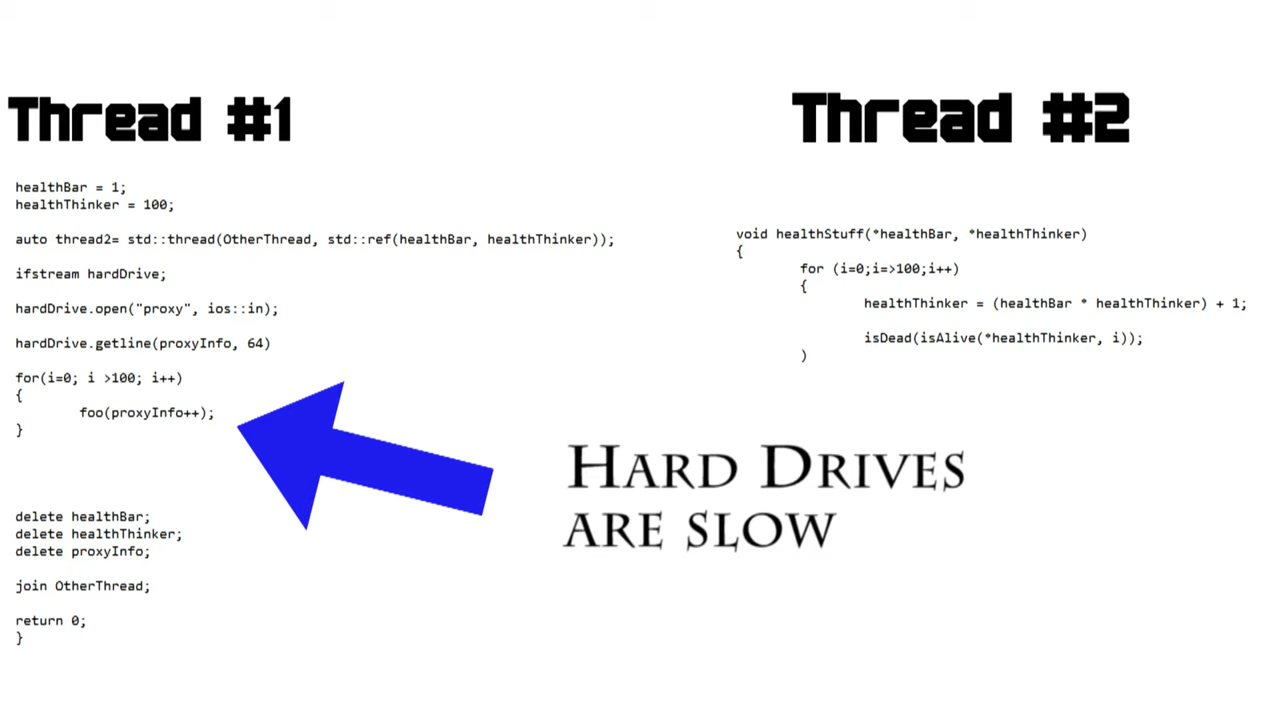 Thread #1
healthBar = 1;
healthThinker = 100;
auto thread2= std::thread(OtherThread, std::ref(healthBar, healthThinker));
ifstream hardDrive;
hardDrive.open("proxy", ios::in);
hardDrive.getline(proxyInfo, 64)
for(i=0; i >100; i++)
{
foo(proxyInfo++);
}
delete healthBar;
delete healthThinker;
delete proxyInfo;
join OtherThread;
return 0;
}
Thread #2
void healthStuff(*healthBar, *healthThinker)
{
for (i=0;i=>100;i++)
{
healthThinker = (healthBar * healthThinker) + 1;
isDead(isAlive(*healthThinker, i));
)
Hard Drives
are slow